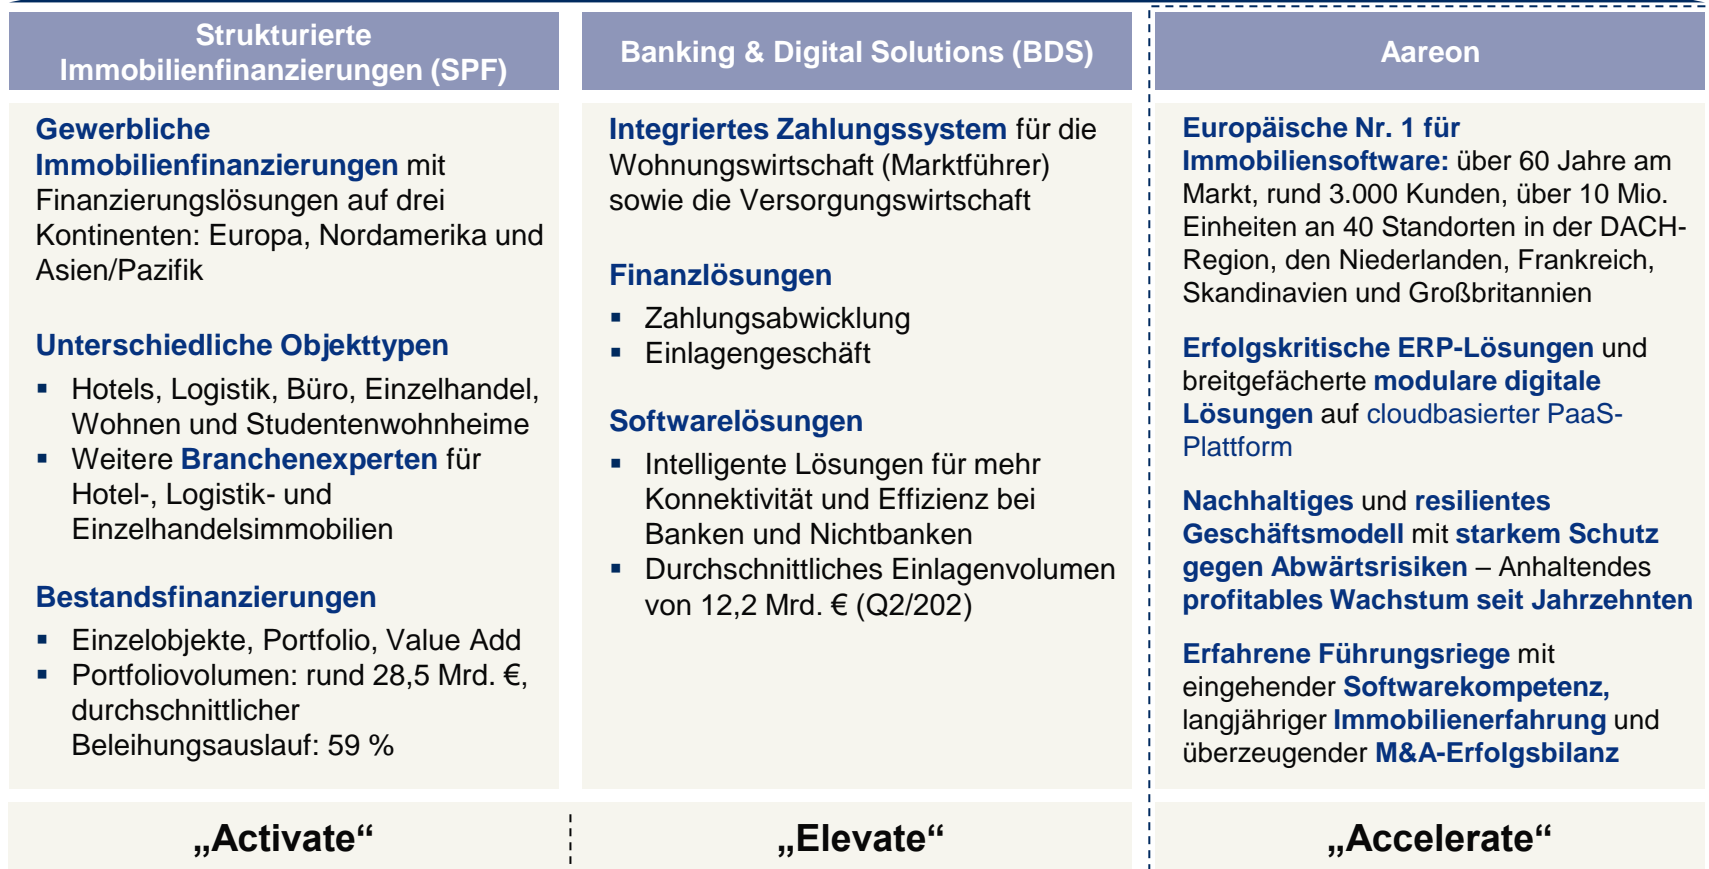 Strukturierte
Immobilienfinanzierungen (SPF)
Gewerbliche
Immobilienfinanzierungen mit
Finanzierungslösungen auf drei
Kontinenten: Europa, Nordamerika und
Asien/Pazifik
Unterschiedliche Objekttypen
▪ Hotels, Logistik, Büro, Einzelhandel,
Wohnen und Studentenwohnheime
▪ Weitere Branchenexperten für
Hotel-, Logistik- und
Einzelhandelsimmobilien
Bestandsfinanzierungen
▪ Einzelobjekte, Portfolio, Value Add
▪ Portfoliovolumen: rund 28,5 Mrd. €,
durchschnittlicher
Beleihungsauslauf: 59 %
„Activate“
Banking & Digital Solutions (BDS)
Integriertes Zahlungssystem für die
Wohnungswirtschaft (Marktführer)
sowie die Versorgungswirtschaft
Finanzlösungen
▪ Zahlungsabwicklung
▪ Einlagengeschäft
Softwarelösungen
▪ Intelligente Lösungen für mehr
Konnektivität und Effizienz bei
Banken und Nichtbanken
▪ Durchschnittliches Einlagenvolumen
von 12,2 Mrd. € (Q2/202)
„Elevate“
Aareon
Europäische Nr. 1 für
Immobiliensoftware: über 60 Jahre am
Markt, rund 3.000 Kunden, über 10 Mio.
Einheiten an 40 Standorten in der DACH-
Region, den Niederlanden, Frankreich,
Skandinavien und Großbritannien
Erfolgskritische ERP-Lösungen und
breitgefächerte modulare digitale
Lösungen auf cloudbasierter PaaS-
Plattform
Nachhaltiges und resilientes
Geschäftsmodell mit starkem Schutz
gegen Abwärtsrisiken – Anhaltendes
profitables Wachstum seit Jahrzehnten
Erfahrene Führungsriege mit
eingehender Softwarekompetenz,
langjähriger Immobilienerfahrung und
überzeugender M&A-Erfolgsbilanz
„Accelerate“